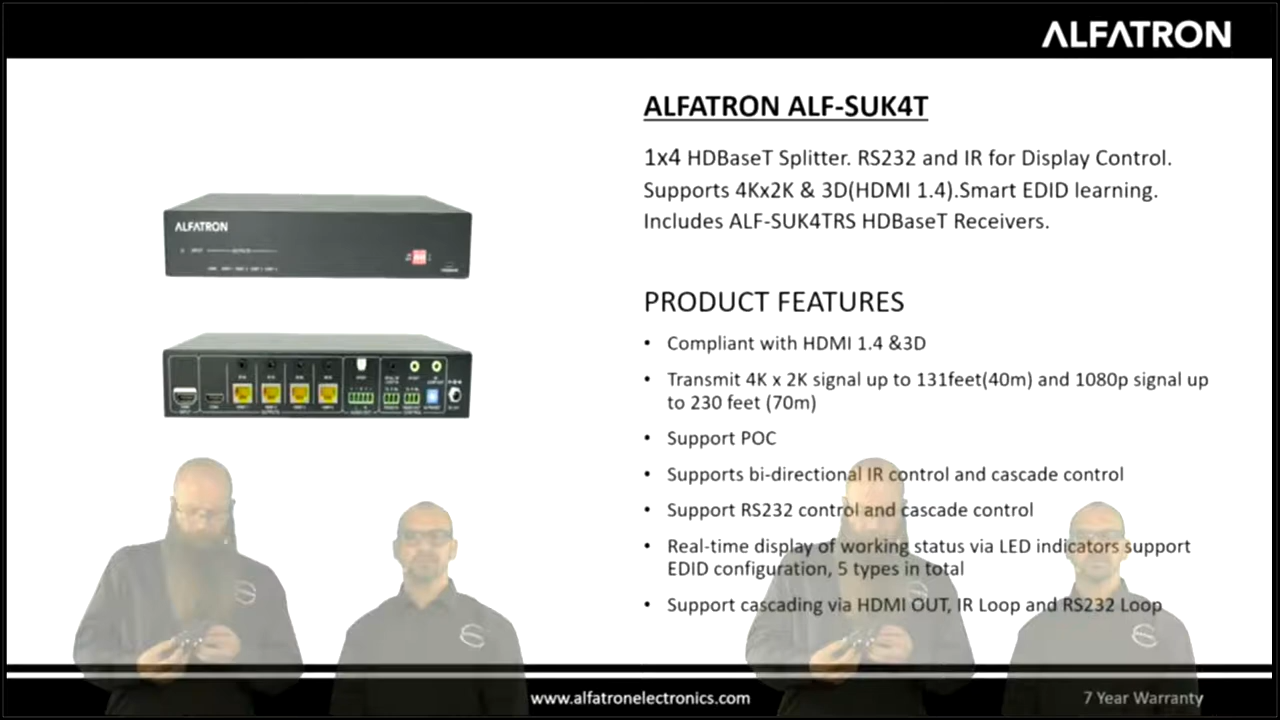 ALFATRON
ALFATRON ALF-SUK4T
1x4 HDBaseT Splitter. RS232 and IR for Display Control.
Supports 4Kx2K & 3D(HDMI 1.4).Smart EDID learning.
Includes ALF-SUK4TRS HDBaseT Receivers.
ALFATRON
PRODUCT FEATURES
• Compliant with HDMI 1.4 &3D
• Transmit 4K x 2K signal up to 131feet(40m) and 1080p signal up
to 230 feet (70m)
• Support POC
• Supports bi-directional IR control and cascade control
• Support RS232 control and cascade control
• Real-time display of working status via LED indicators support
EDID configuration, 5 types in total
• Support cascading via HDMI OUT, IR Loop and RS232 Loop
www.alfatronelectronics.com
7 Year Warranty